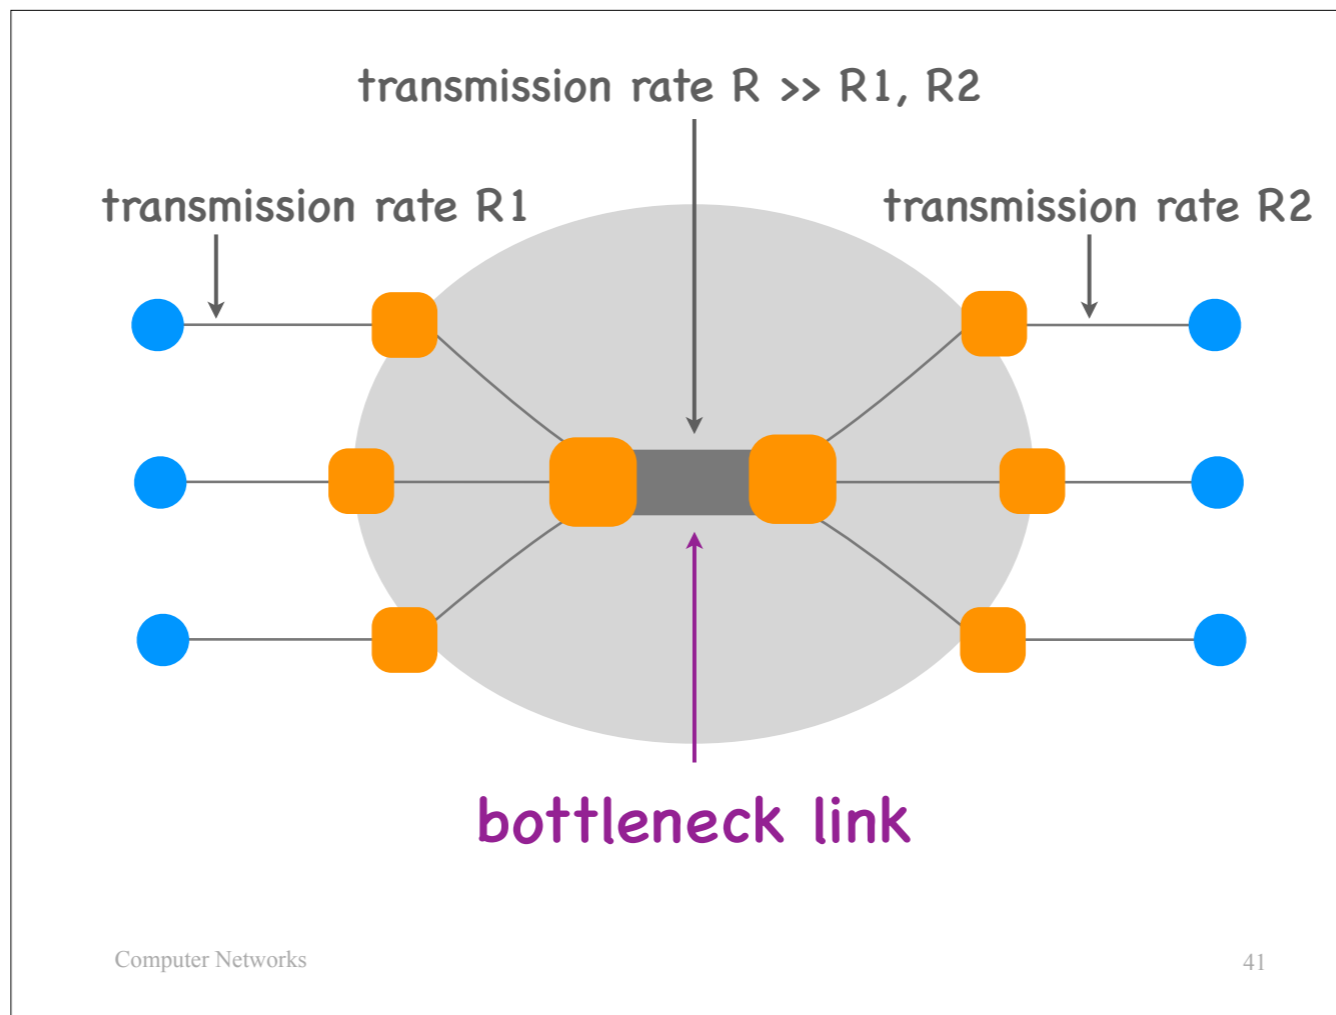 transmission rate R >> R1, R2
transmission rate R1
transmission rate R2
bottleneck link
Computer Networks
41